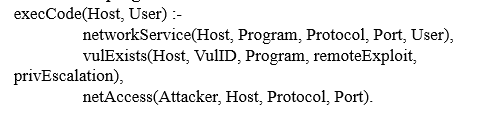 execCode(Host, User) :-
networkService(Host, Program, Protocol, Port, User),
vulExists(Host, VulID, Program, remoteExploit,
privEscalation),
netAccess(Attacker, Host, Protocol, Port).